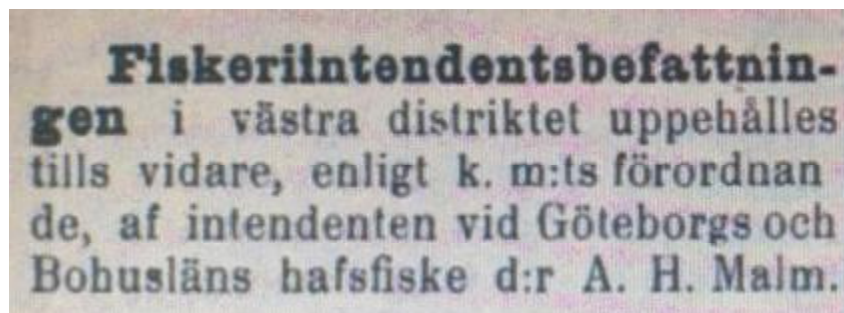 Fiskeriintendentsbefattnin-
gen i västra distriktet uppehålles
tills vidare, enligt k. m:ts förordnan
de, af intendenten vid Göteborgs och
Bohusläns hafsfiske d:r A. H. Malm.